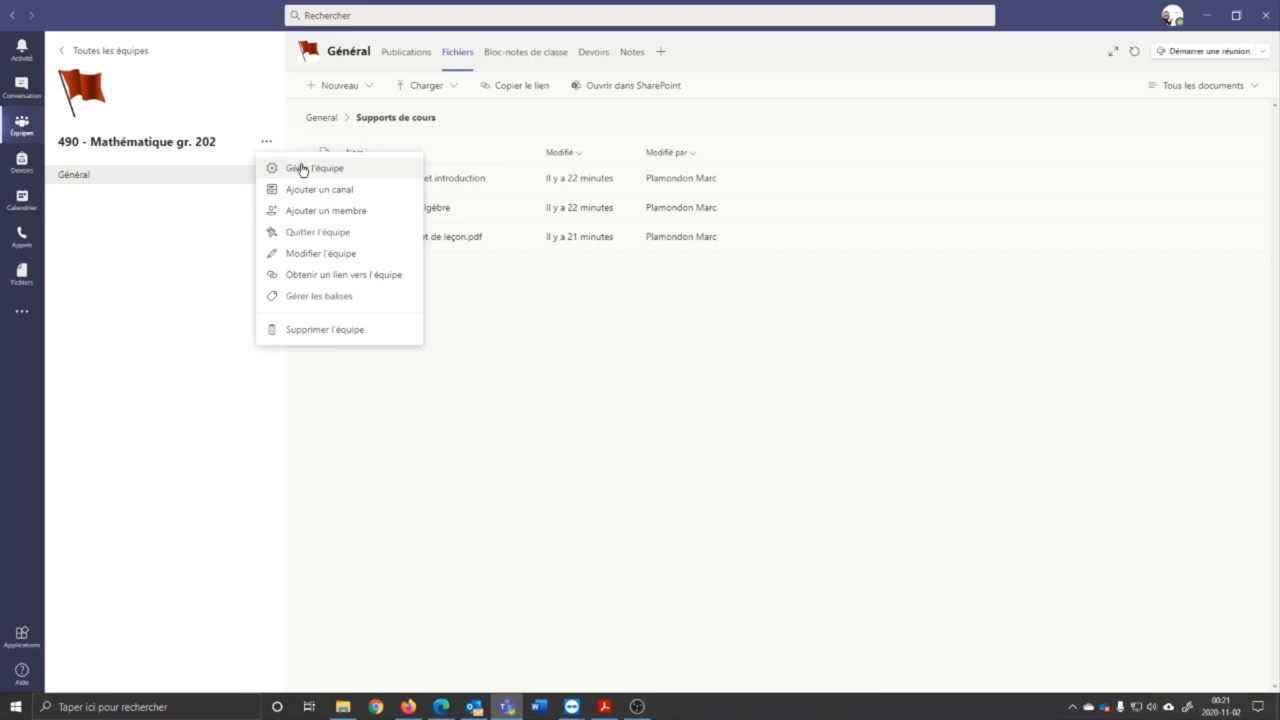 Rechercher
Activité
Conversation
Équipes
Devoirs
Calendrier
Appels
Fichiers
Applications
Aide
Toutes les équipes
490 - Mathématique gr. 202
Général
Général Publications Fichiers Bloc-notes de classe Devoirs Notes
Démarrer une réunion
Nouveau Charger Copier le lien Ouvrir dans SharePoint
Tous les documents
General > Supports de cours
Modifié Modifié par
et introduction Il y a 22 minutes Plamondon Marc
lgèbre Il y a 22 minutes Plamondon Marc
t de leçon.pdf Il y a 21 minutes Plamondon Marc
l'équipe
Ajouter un canal
Ajouter un membre
Quitter l'équipe
Modifier l'équipe
Obtenir un lien vers l'équipe
Gérer les balises
Supprimer l'équipe
Taper ici pour rechercher
00:21
2020-11-02